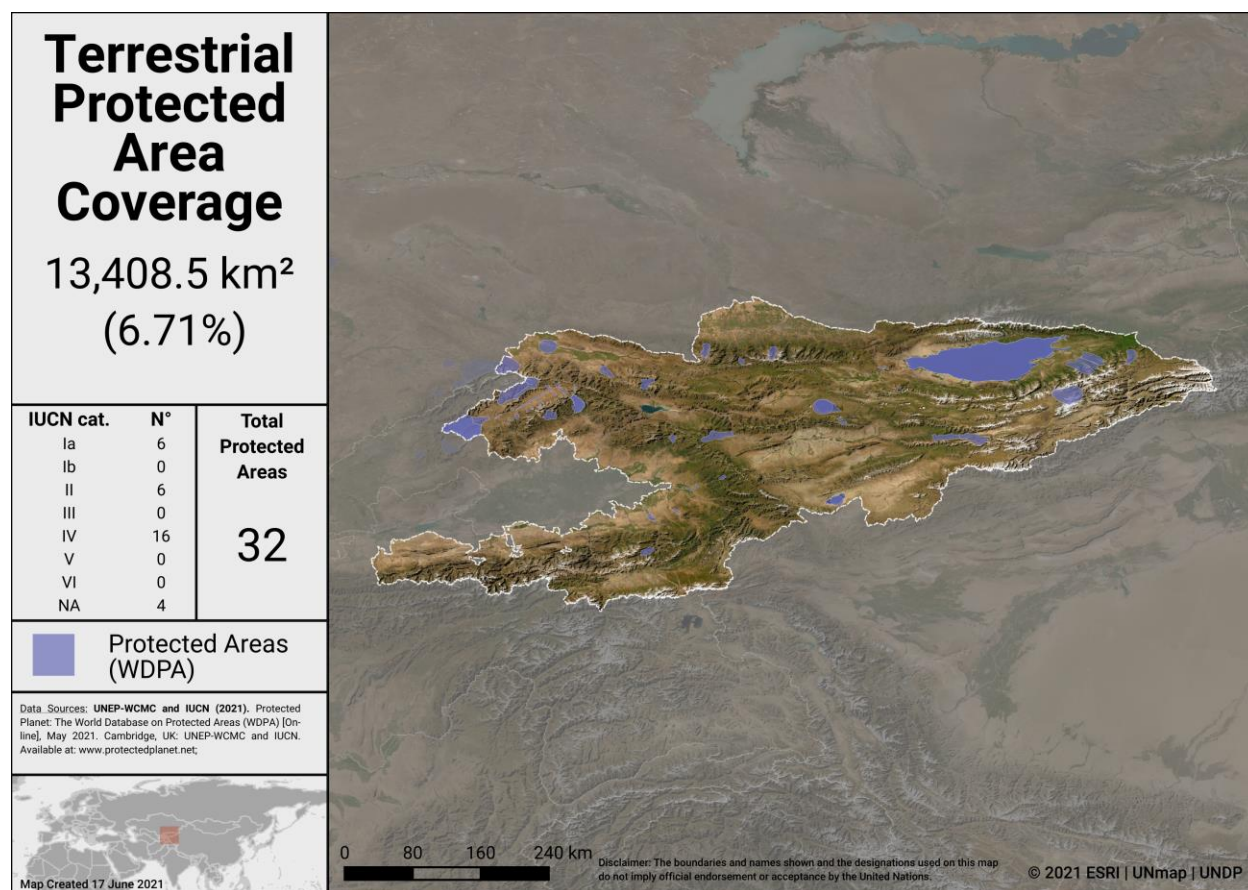 Terrestrial
Protected
Area
Coverage
13,408.5 km²
(6.71%)
IUCN cat. N°
Ia 6
Ib 0
II 6
III 0
IV 16
V 0
VI 0
NA 4
Total
Protected
Areas
32
Protected Areas
(WDPA)
Data Sources: UNEP-WCMC and IUCN (2021). Protected
Planet: The World Database on Protected Areas (WDPA) [On-
line], May 2021. Cambridge, UK: UNEP-WCMC and IUCN.
Available at: www.protectedplanet.net;
Map Created 17 June 2021
0 80 160 240 km
Disclaimer: The boundaries and names shown and the designations used on this map
do not imply official endorsement or acceptance by the United Nations.
© 2021 ESRI | UNmap | UNDP